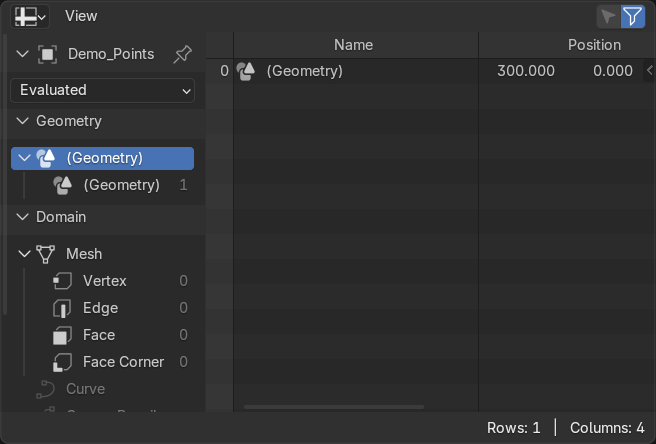 View
Demo_Points
Name
Position
Evaluated
0 (Geometry) 300.000 0.000
Geometry
(Geometry)
(Geometry) 1
Domain
Mesh
Vertex 0
Edge 0
Face 0
Face Corner 0
Curve
Rows: 1 | Columns: 4